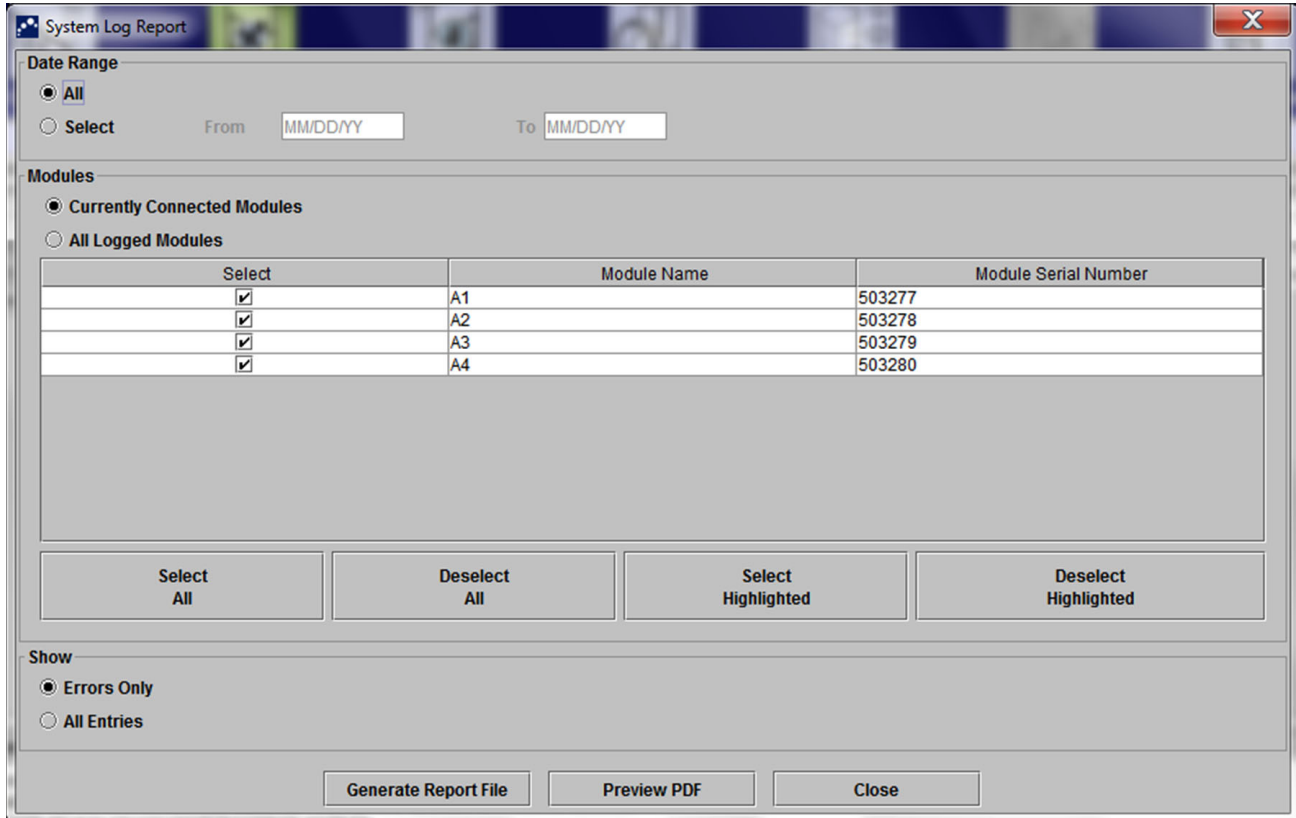 System Log Report
Date Range
All
Select From MM/DD/YY To MM/DD/YY
Modules
Currently Connected Modules
All Logged Modules
Select Module Name Module Serial Number
A1 503277
A2 503278
A3 503279
A4 503280
Select All
Deselect All
Select Highlighted
Deselect Highlighted
Show
Errors Only
All Entries
Generate Report File Preview PDF Close